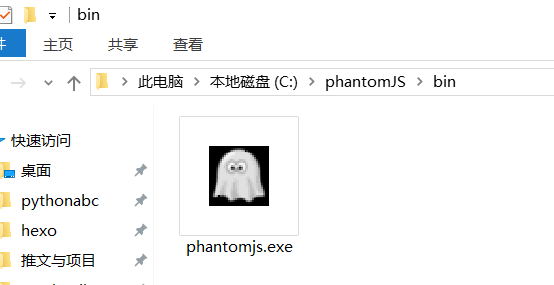 bin
件 主页 共享 查看
此电脑 本地磁盘 (C:) phantomJS bin
快速访问
桌面
pythonabc
hexo
推文与项目
phantomjs.exe